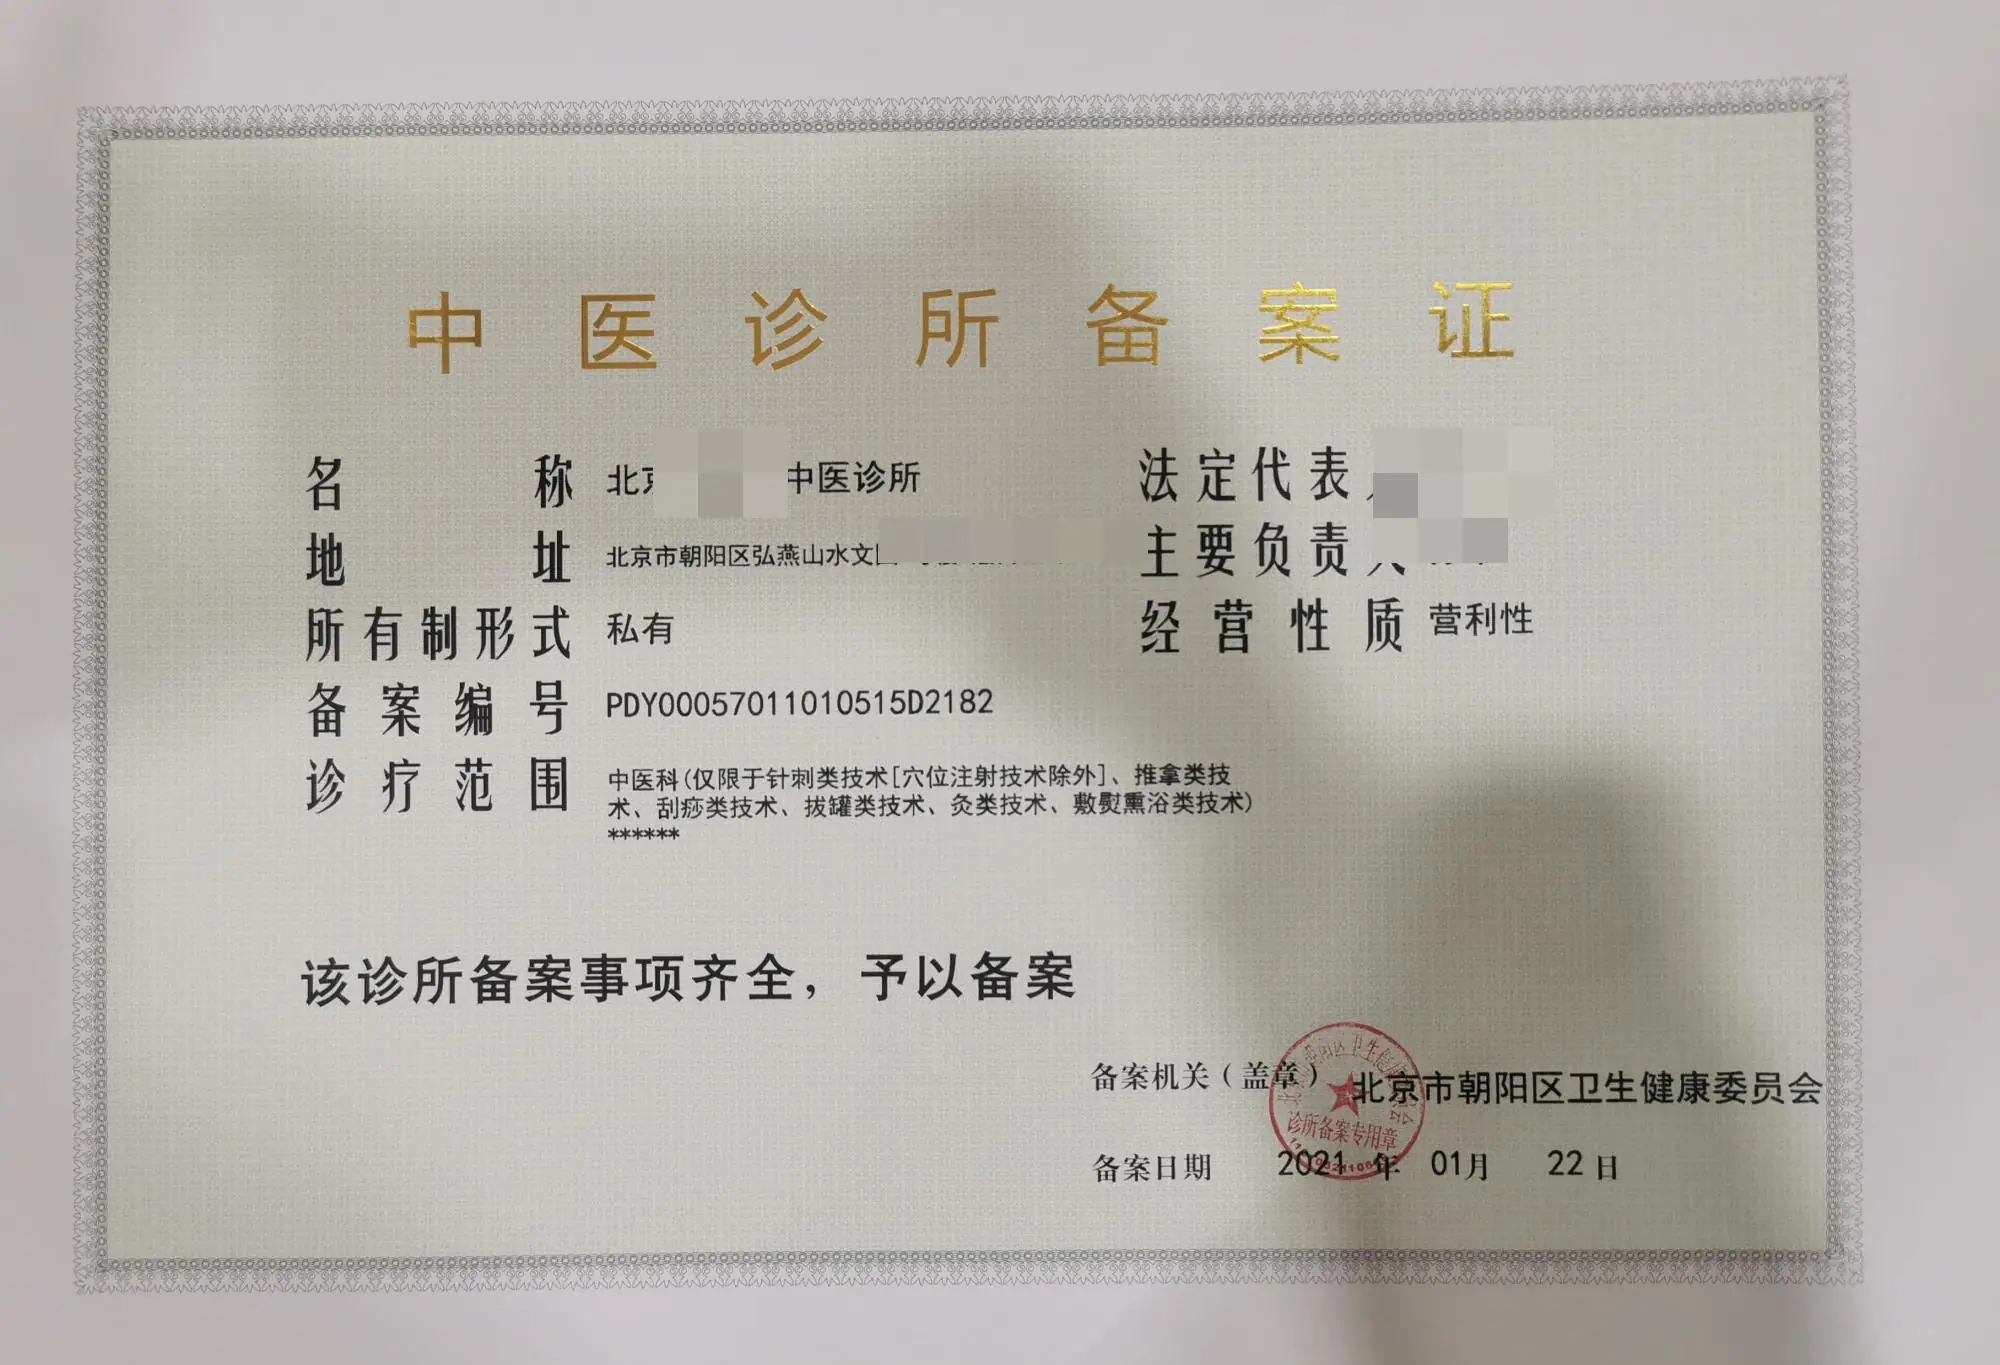 中医诊所备案证
名称 北京 中医诊所
法定代表
地址 北京市朝阳区弘燕山水文
主要负责人
所有制形式 私有
经营性质 营利性
备案编号 PDY00057011010515D2182
诊疗范围 中医科(仅限于针刺类技术[穴位注射技术除外]、推拿类技
术、刮痧类技术、拔罐类技术、灸类技术、敷熨熏浴类技术)
******
该诊所备案事项齐全，予以备案
备案机关（盖章） 北京市朝阳区卫生健康委员会
诊所备案专用章
备案日期 2021 年 01月 22 日